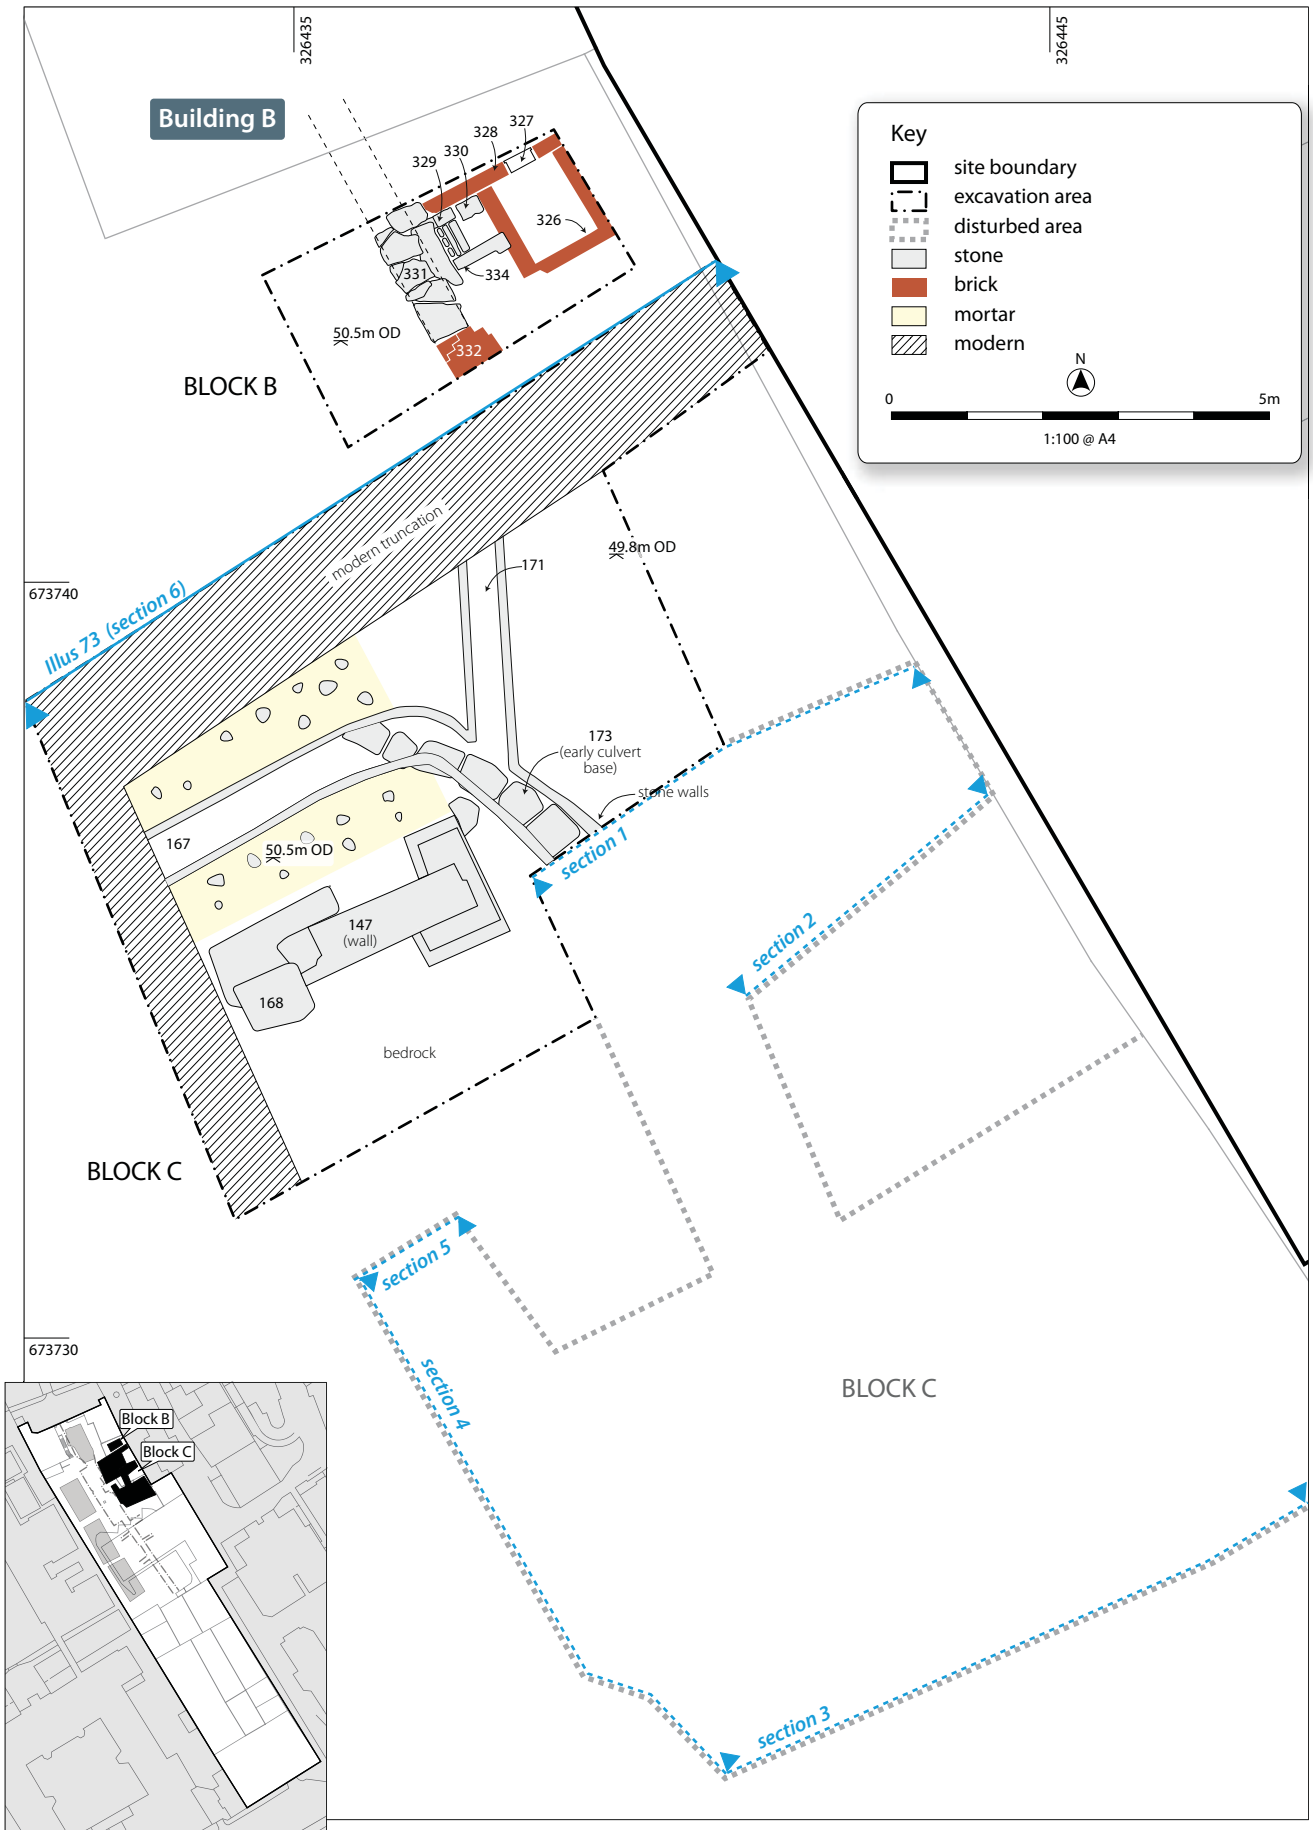 326435
326445
Building B
327
328
330
329
326
331
334
332
50.5m OD
BLOCK B
Key
site boundary
excavation area
disturbed area
stone
brick
mortar
modern
N
0
5m
1:100 @ A4
modern truncation
49.8m OD
171
673740
Illus 73 (section 6)
173
(early culvert
base)
stone walls
167
50.5m OD
section 1
147
(wall)
section 2
168
bedrock
BLOCK C
section 5
673730
section 4
BLOCK C
Block B
Block C
section 3